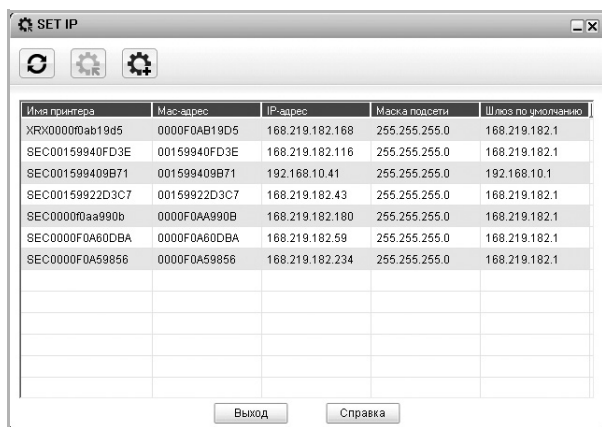 SET IP
Имя принтера Mac-адрес IP-адрес Маска подсети Шлюз по умолчанию
XRX0000f0ab19d5 0000F0AB19D5 168.219.182.168 255.255.255.0 168.219.182.1
SEC00159940FD3E 00159940FD3E 168.219.182.116 255.255.255.0 168.219.182.1
SEC001599409B71 001599409B71 192.168.10.41 255.255.255.0 192.168.10.1
SEC00159922D3C7 00159922D3C7 168.219.182.43 255.255.255.0 168.219.182.1
SEC0000f0aa990b 0000F0AA990B 168.219.182.180 255.255.255.0 168.219.182.1
SEC0000F0A60DBA 0000F0A60DBA 168.219.182.59 255.255.255.0 168.219.182.1
SEC0000F0A59856 0000F0A59856 168.219.182.234 255.255.255.0 168.219.182.1
Выход Справка